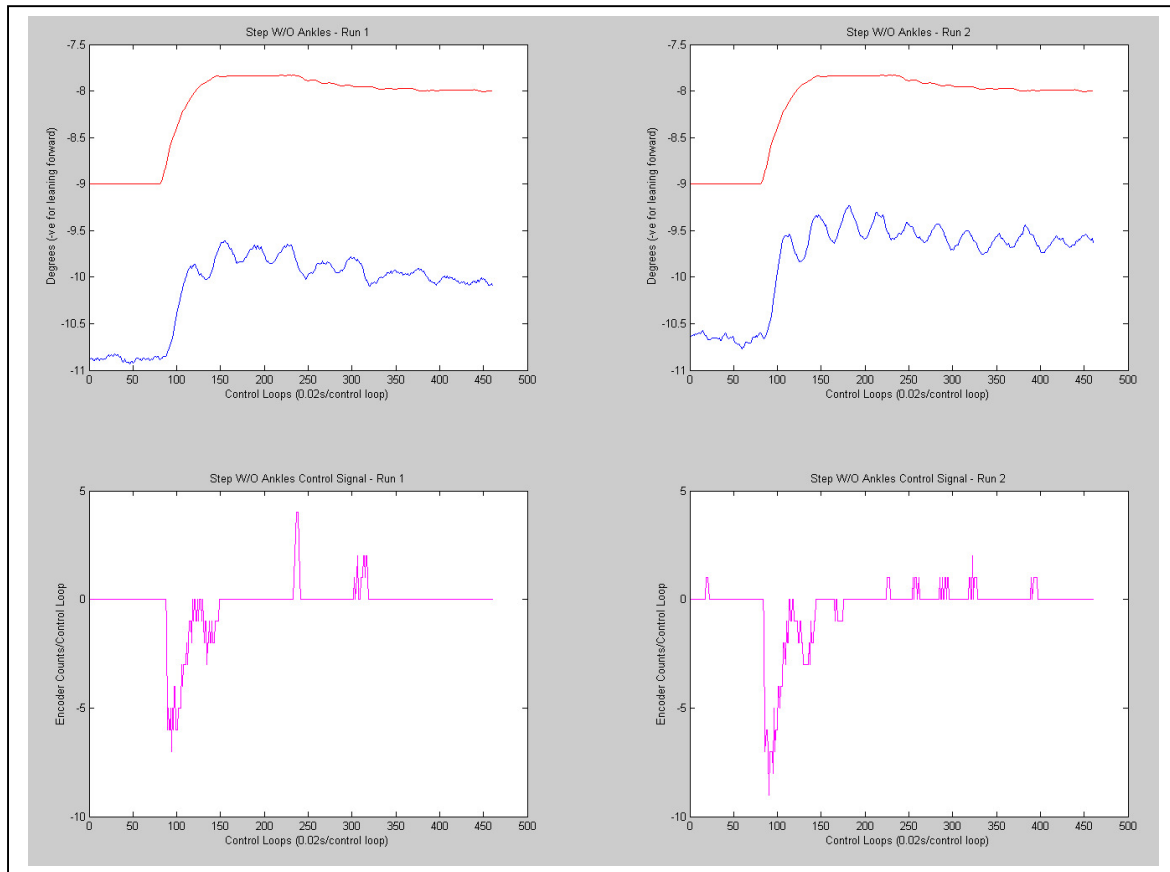 Step W/O Ankles - Run 1
-7.5
-8
-8.5
-9
-9.5
-10
-10.5
-11
Degrees (-ve for leaning forward)
0 50 100 150 200 250 300 350 400 450 500
Control Loops (0.02s/control loop)
Step W/O Ankles - Run 2
-7.5
-8
-8.5
-9
-9.5
-10
-10.5
-11
Degrees (-ve for leaning forward)
0 50 100 150 200 250 300 350 400 450 500
Control Loops (0.02s/control loop)
Step W/O Ankles Control Signal - Run 1
5
0
-5
-10
Encoder Counts/Control Loop
0 50 100 150 200 250 300 350 400 450 500
Control Loops (0.02s/control loop)
Step W/O Ankles Control Signal - Run 2
5
0
-5
-10
Encoder Counts/Control Loop
0 50 100 150 200 250 300 350 400 450 500
Control Loops (0.02s/control loop)